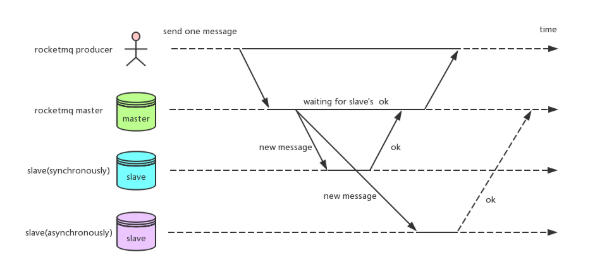 send one message
time
rocketmq producer
rocketmq master
master
waiting for slave's ok
new message
ok
slave(synchronously)
slave
new message
ok
slave(asynchronously)
slave